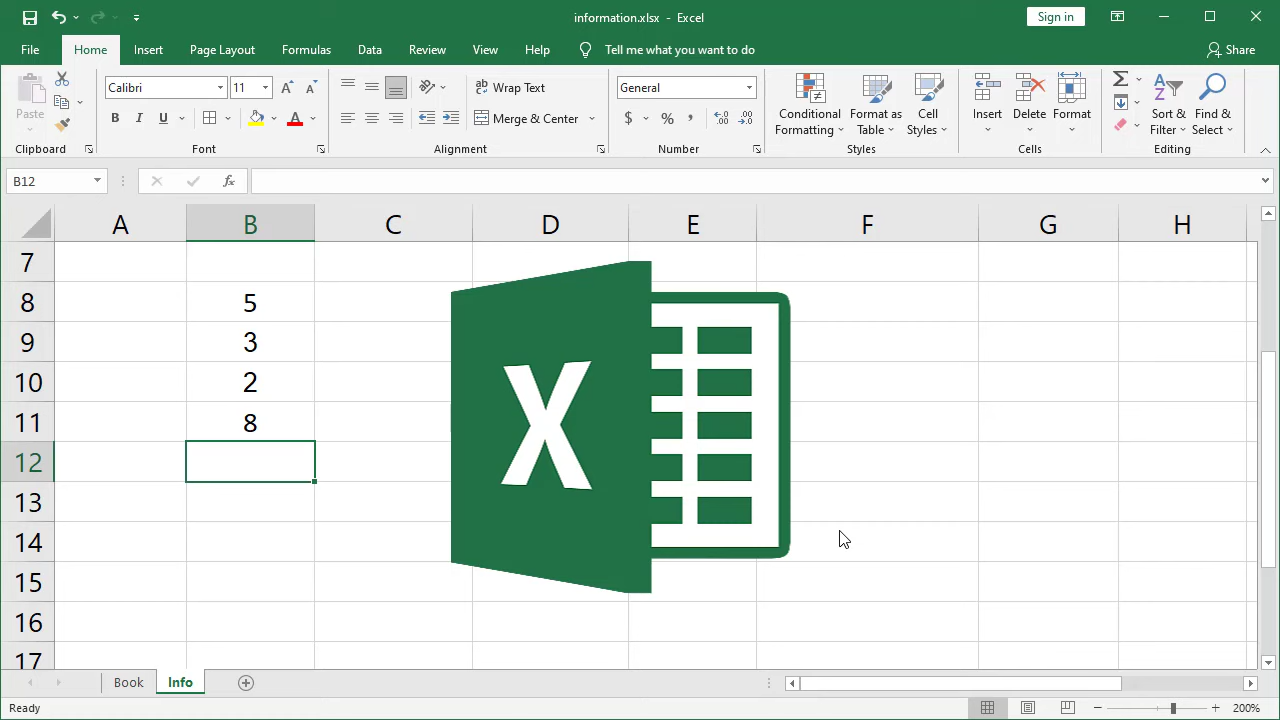 information.xlsx - Excel
Sign in
File Home Insert Page Layout Formulas Data Review View Help Tell me what you want to do Share
Paste
Calibri 11
B I U
Wrap Text
Merge & Center
General
$ % ,
Conditional Formatting
Format as Table
Cell Styles
Insert Delete Format
Sort & Filter
Find & Select
Clipboard Font Alignment Number Styles Cells Editing
B12 fx
A B C D E F G H
7
8 5
9 3
10 2
11 8
12
13
14
15
16
17
X
Book Info
Ready 200%